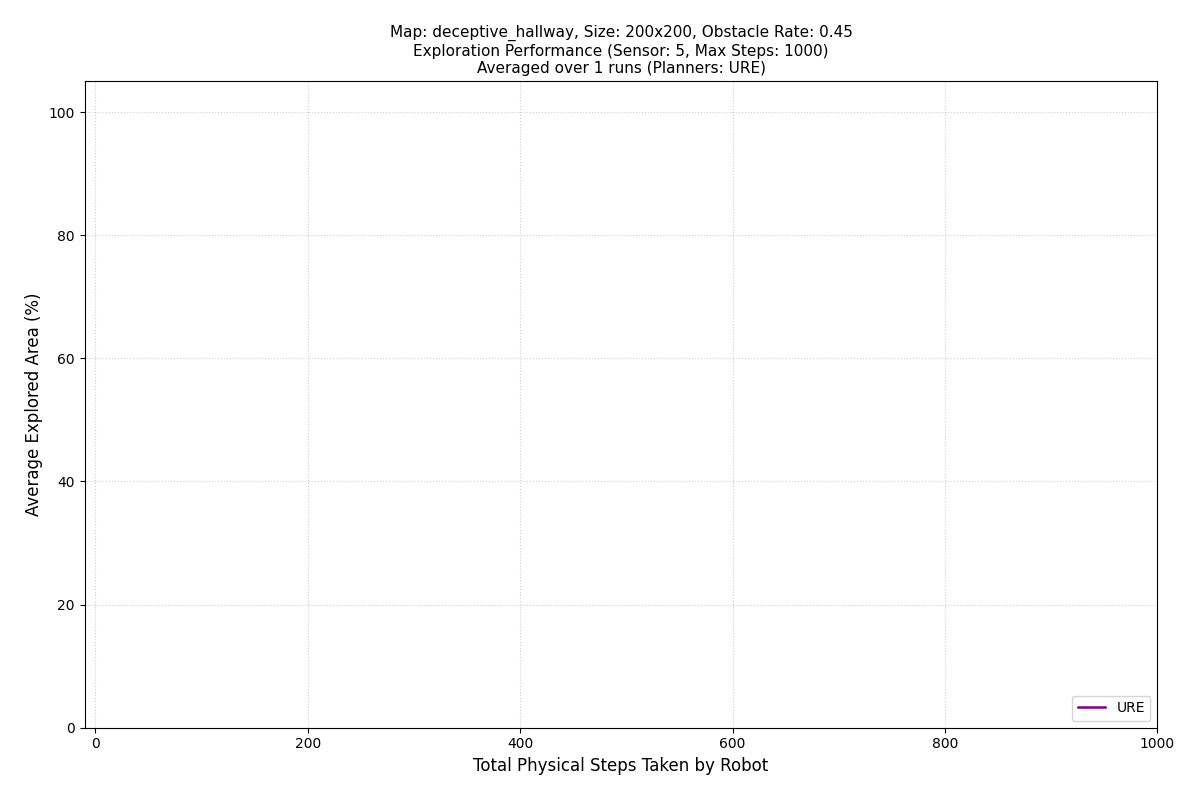 Map: deceptive_hallway, Size: 200x200, Obstacle Rate: 0.45
Exploration Performance (Sensor: 5, Max Steps: 1000)
Averaged over 1 runs (Planners: URE)
Average Explored Area (%)
100
80
60
40
20
0
0 200 400 600 800 1000
Total Physical Steps Taken by Robot
URE